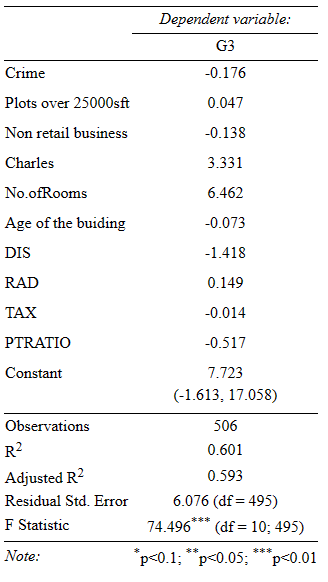 Dependent variable:
G3
Crime -0.176
Plots over 25000sft 0.047
Non retail business -0.138
Charles 3.331
No.ofRooms 6.462
Age of the buiding -0.073
DIS -1.418
RAD 0.149
TAX -0.014
PTRATIO -0.517
Constant 7.723
(-1.613, 17.058)
Observations 506
R2 0.601
Adjusted R2 0.593
Residual Std. Error 6.076 (df = 495)
F Statistic 74.496*** (df = 10; 495)
Note: *p<0.1; **p<0.05; ***p<0.01